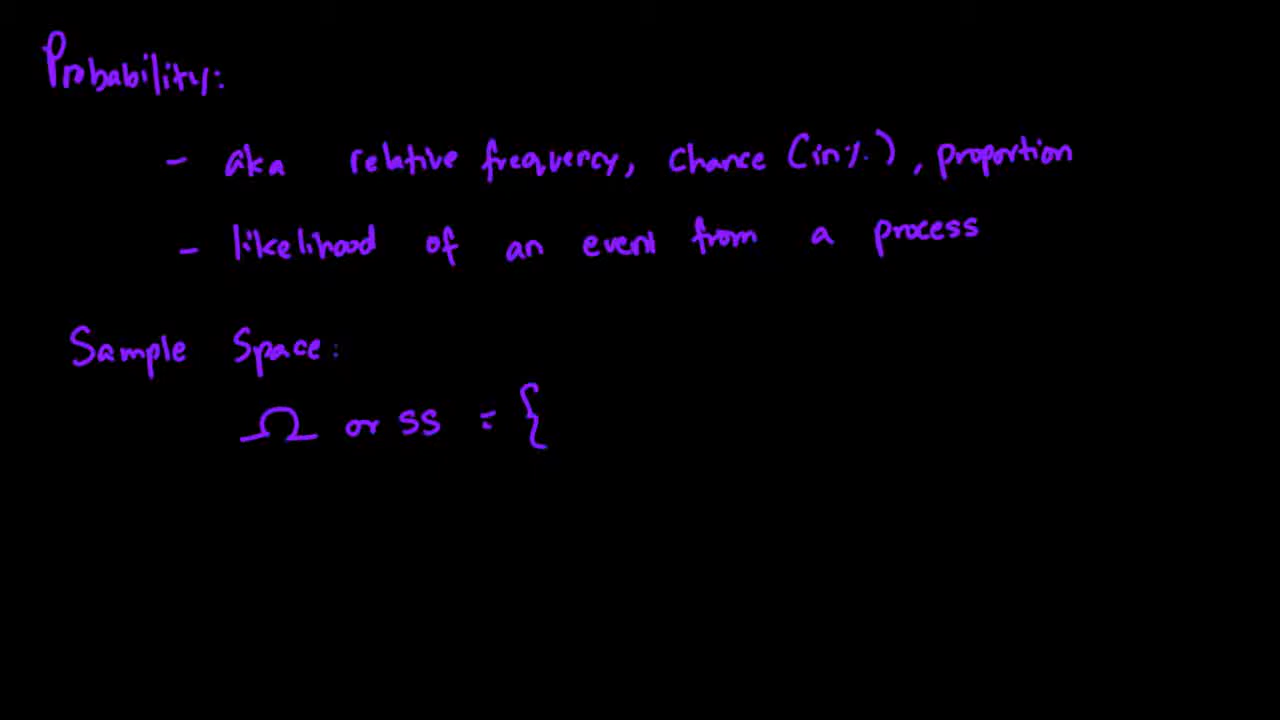 Probability:
- aka relative frequency, chance (in %), proportion
- likelihood of an event from a process
Sample Space:
Ω or SS = {